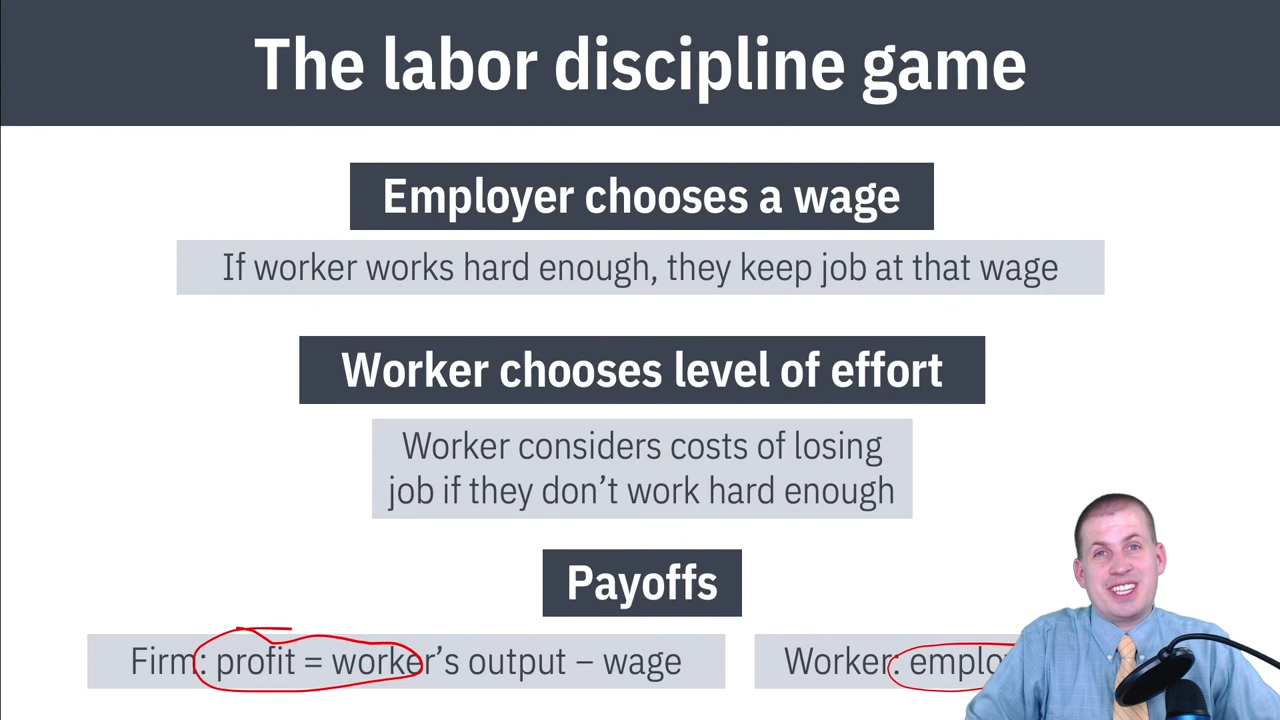 The labor discipline game
Employer chooses a wage
If worker works hard enough, they keep job at that wage
Worker chooses level of effort
Worker considers costs of losing
job if they don’t work hard enough
Payoffs
Firm: profit = worker’s output – wage
Worker: